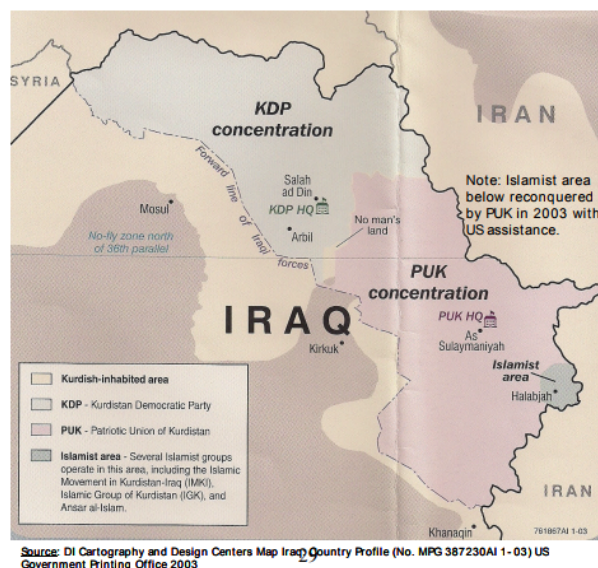 SYRIA
KDP
concentration
IRAN
Forward line of Iraqi forces
Salah
ad Din
KDP HQ
Mosul
Arbil
No-fly zone north
of 36th parallel
No man's
land
Note: Islamist area
below reconquered
by PUK in 2003 with
US assistance.
PUK
concentration
PUK HQ
As
Sulaymaniyah
IRAQ
Kirkuk
Islamist
area
Halabjah
Kurdish-inhabited area
KDP - Kurdistan Democratic Party
PUK - Patriotic Union of Kurdistan
Islamist area - Several Islamist groups
operate in this area, including the Islamic
Movement in Kurdistan-Iraq (IMKI),
Islamic Group of Kurdistan (IGK), and
Ansar al-Islam.
IRAN
Khanaqin
761867AI 1-03
Source: DI Cartography and Design Centers Map Iraq: Country Profile (No. MPG 387230AI 1- 03) US
29
Government Printing Office 2003